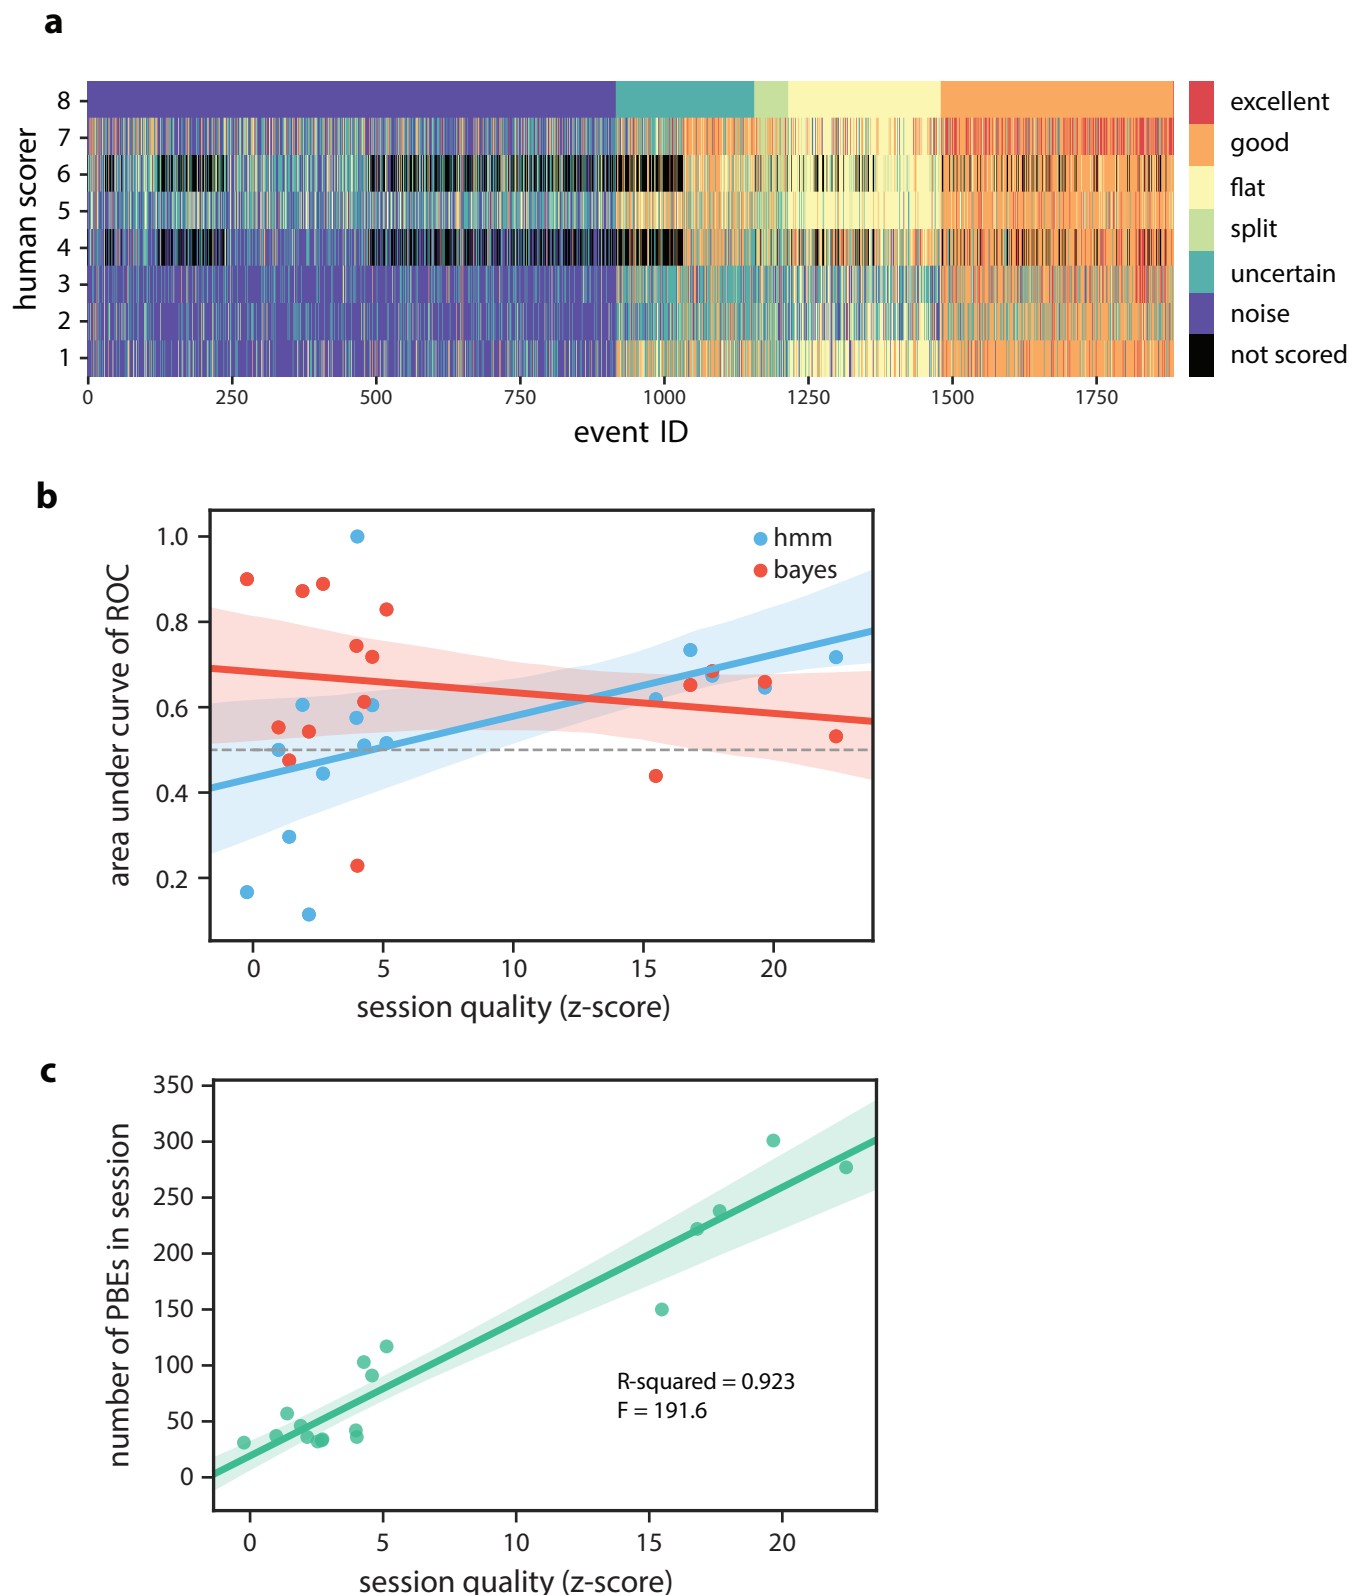 a
human scorer
8
7
6
5
4
3
2
1
0 250 500 750 1000 1250 1500 1750
event ID
excellent
good
flat
split
uncertain
noise
not scored
b
area under curve of ROC
1.0
0.8
0.6
0.4
0.2
hmm
bayes
0 5 10 15 20
session quality (z-score)
c
number of PBEs in session
350
300
250
200
150
100
50
0
R-squared = 0.923
F = 191.6
0 5 10 15 20
session quality (z-score)